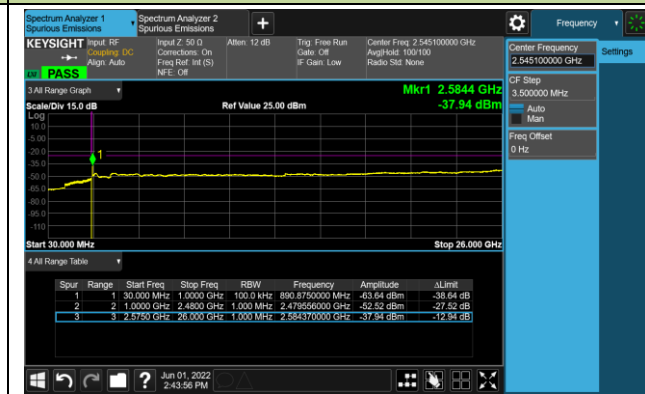 Spectrum Analyzer 1
Spurious Emissions
Spectrum Analyzer 2
Spurious Emissions
+
Frequency
KEYSIGHT
Input: RF
Coupling: DC
Align: Auto
Input Z: 50 Ω
Corrections: On
Freq Ref: Int (S)
NFE: Off
Atten: 12 dB
Trig: Free Run
Gate: Off
IF Gain: Low
Center Freq: 2.545100000 GHz
Avg|Hold: 100/100
Radio Std: None
PASS
Center Frequency
2.545100000 GHz
Settings
CF Step
3.500000 MHz
Auto
Man
Freq Offset
0 Hz
3 All Range Graph
Mkr1 2.5844 GHz
Scale/Div 15.0 dB
Ref Value 25.00 dBm
-37.94 dBm
Log
10.0
-5.00
-20.0
-35.0
-50.0
-65.0
-80.0
-95.0
-110
1
Start 30.000 MHz
Stop 26.000 GHz
4 All Range Table
Spur Range Start Freq Stop Freq RBW Frequency Amplitude ΔLimit
1 1 30.000 MHz 1.0000 GHz 100.0 kHz 890.8750000 MHz -63.64 dBm -38.64 dB
2 2 1.0000 GHz 2.4800 GHz 1.000 MHz 2.479556000 GHz -52.52 dBm -27.52 dB
3 3 2.5750 GHz 26.000 GHz 1.000 MHz 2.584370000 GHz -37.94 dBm -12.94 dB
?
Jun 01, 2022
2:43:56 PM